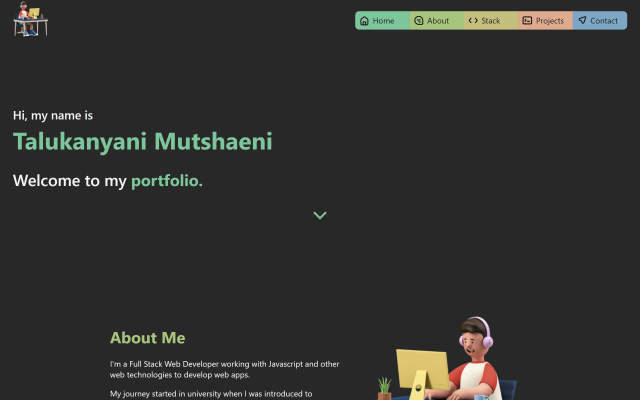 Home About Stack Projects Contact
Hi, my name is
Talukanyani Mutshaeni
Welcome to my portfolio.
About Me
I'm a Full Stack Web Developer working with Javascript and other
web technologies to develop web apps.
My journey started in university when I was introduced to